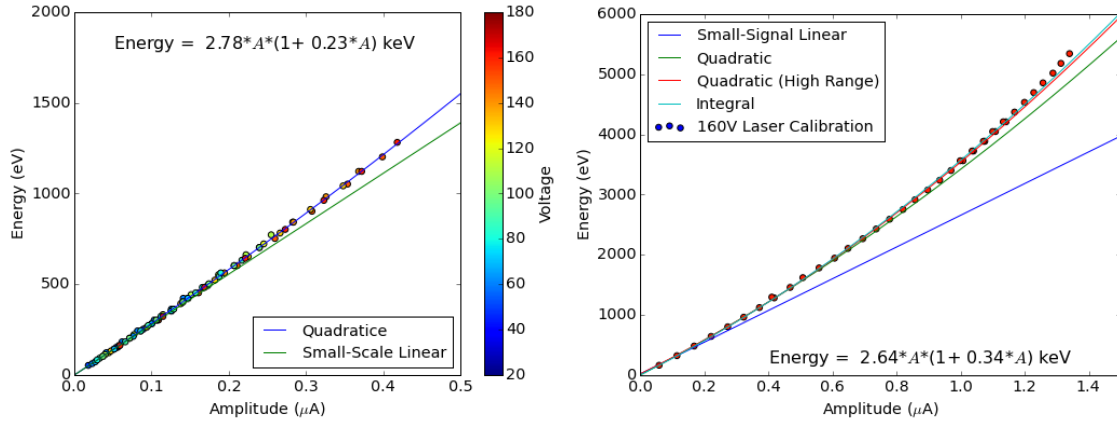 Energy = 2.78*A*(1+ 0.23*A) keV
2000
1500
1000
500
0
Energy (eV)
0.0 0.1 0.2 0.3 0.4 0.5
Amplitude (μA)
Quadratice
Small-Scale Linear
180
160
140
120
100
80
60
40
20
Voltage
6000
5000
4000
3000
2000
1000
0
Energy (eV)
Small-Signal Linear
Quadratic
Quadratic (High Range)
Integral
160V Laser Calibration
Energy = 2.64*A*(1+ 0.34*A) keV
0.0 0.2 0.4 0.6 0.8 1.0 1.2 1.4
Amplitude (μA)